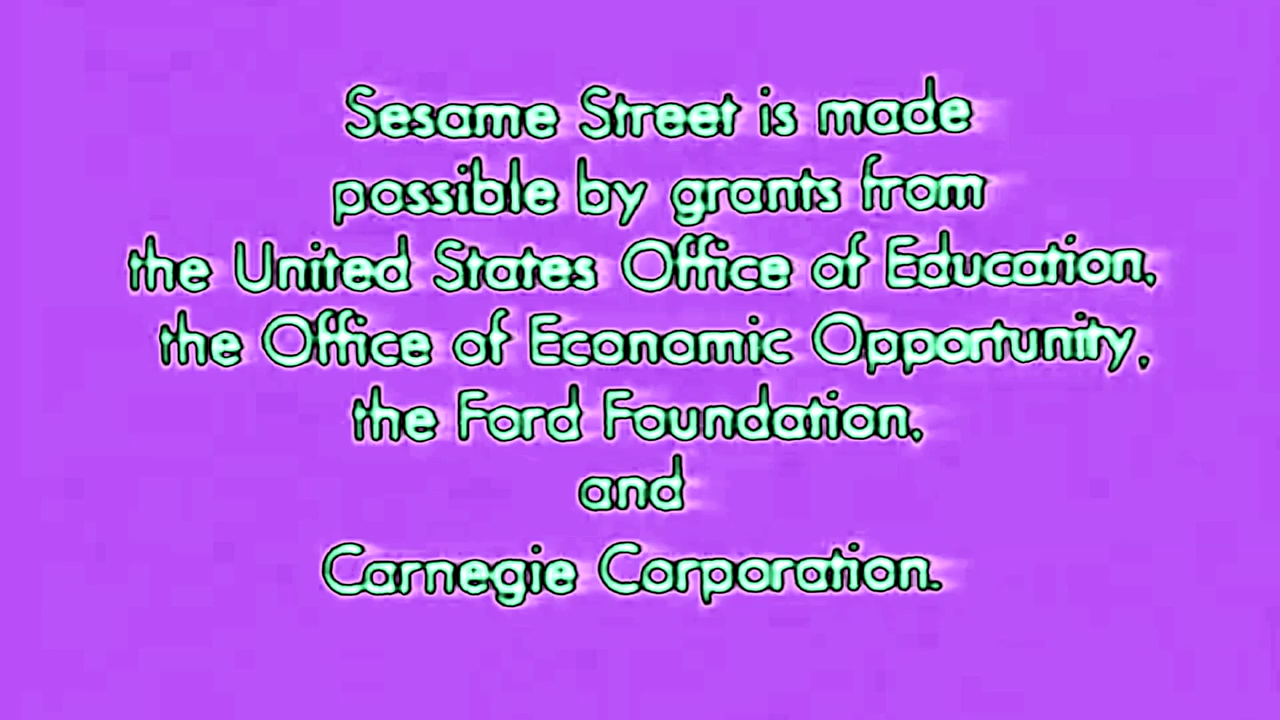 Sesame Street is made
possible by grants from
the United States Office of Education,
the Office of Economic Opportunity,
the Ford Foundation,
and
Carnegie Corporation.